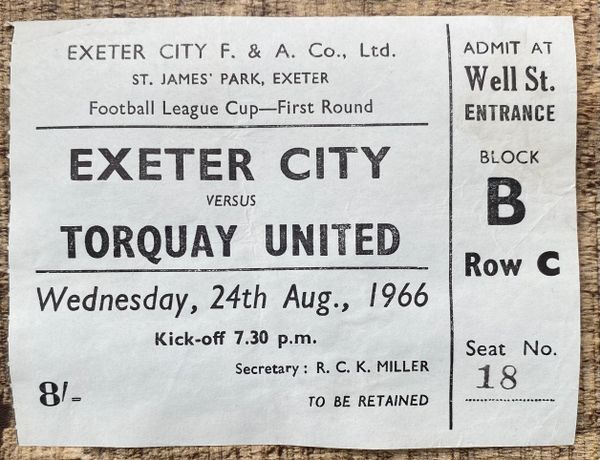 EXETER CITY F. & A. Co., Ltd.
ST. JAMES' PARK, EXETER
Football League Cup—First Round
EXETER CITY
VERSUS
TORQUAY UNITED
Wednesday, 24th Aug., 1966
Kick-off 7.30 p.m.
Secretary : R. C. K. MILLER
8/-
TO BE RETAINED
ADMIT AT
Well St.
ENTRANCE
BLOCK
B
Row C
Seat No.
18